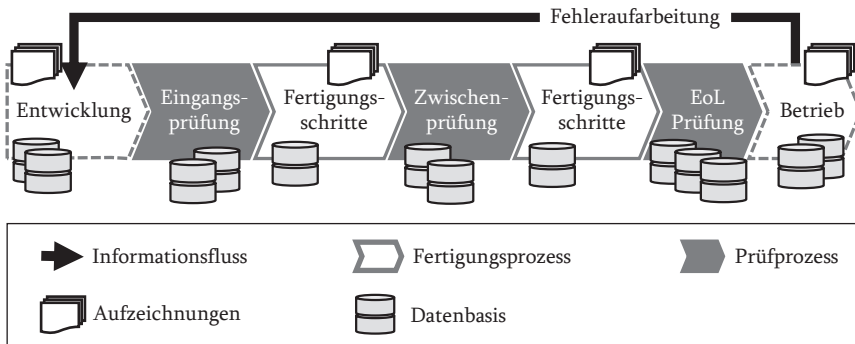 Fehleraufarbeitung
Entwicklung
Eingangs-
prüfung
Fertigungs-
schritte
Zwischen-
prüfung
Fertigungs-
schritte
EoL
Prüfung
Betrieb
Informationsfluss
Fertigungsprozess
Prüfprozess
Aufzeichnungen
Datenbasis